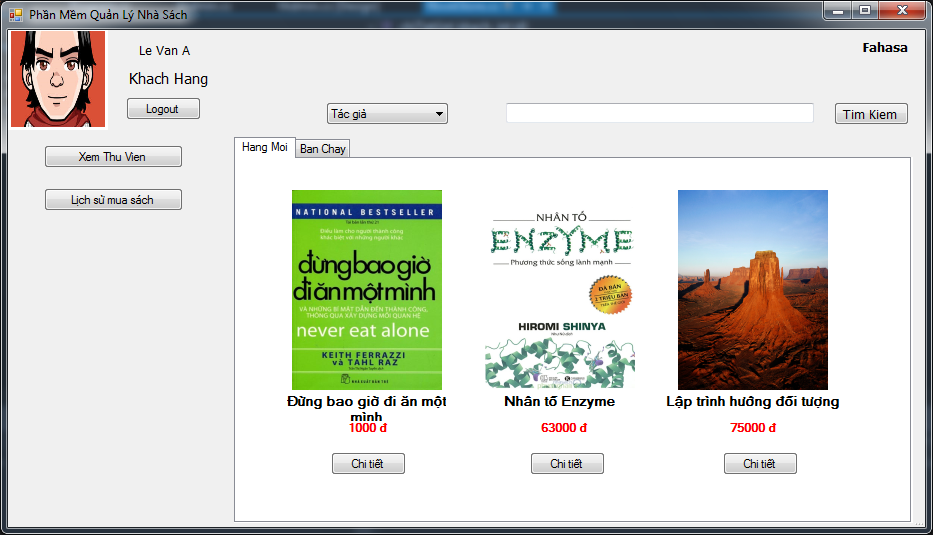 Phần Mềm Quản Lý Nhà Sách
Le Van A
Fahasa
Khach Hang
Logout
Tác giả
Tim Kiem
Xem Thu Vien
Lịch sử mua sách
Hang Moi
Ban Chay
NATIONAL BESTSELLER
Điều làm cho người thành công
khác biệt với những người khác
đừng bao giờ
đi ăn một mình
VÀ NHỮNG BÍ MẬT DẪN ĐẾN THÀNH CÔNG,
THÔNG QUA XÂY DỰNG MỐI QUAN HỆ
never eat alone
KEITH FERRAZZI
và TAHL RAZ
NHÀ XUẤT BẢN TRẺ
NHÂN TỐ
ENZYME
Phương thức sống lành mạnh
ĐÃ BÁN
2 TRIỆU BẢN
HIROMI SHINYA
Đừng bao giờ đi ăn một
mình
1000 đ
Chi tiết
Nhân tố Enzyme
63000 đ
Chi tiết
Lập trình hướng đối tượng
75000 đ
Chi tiết